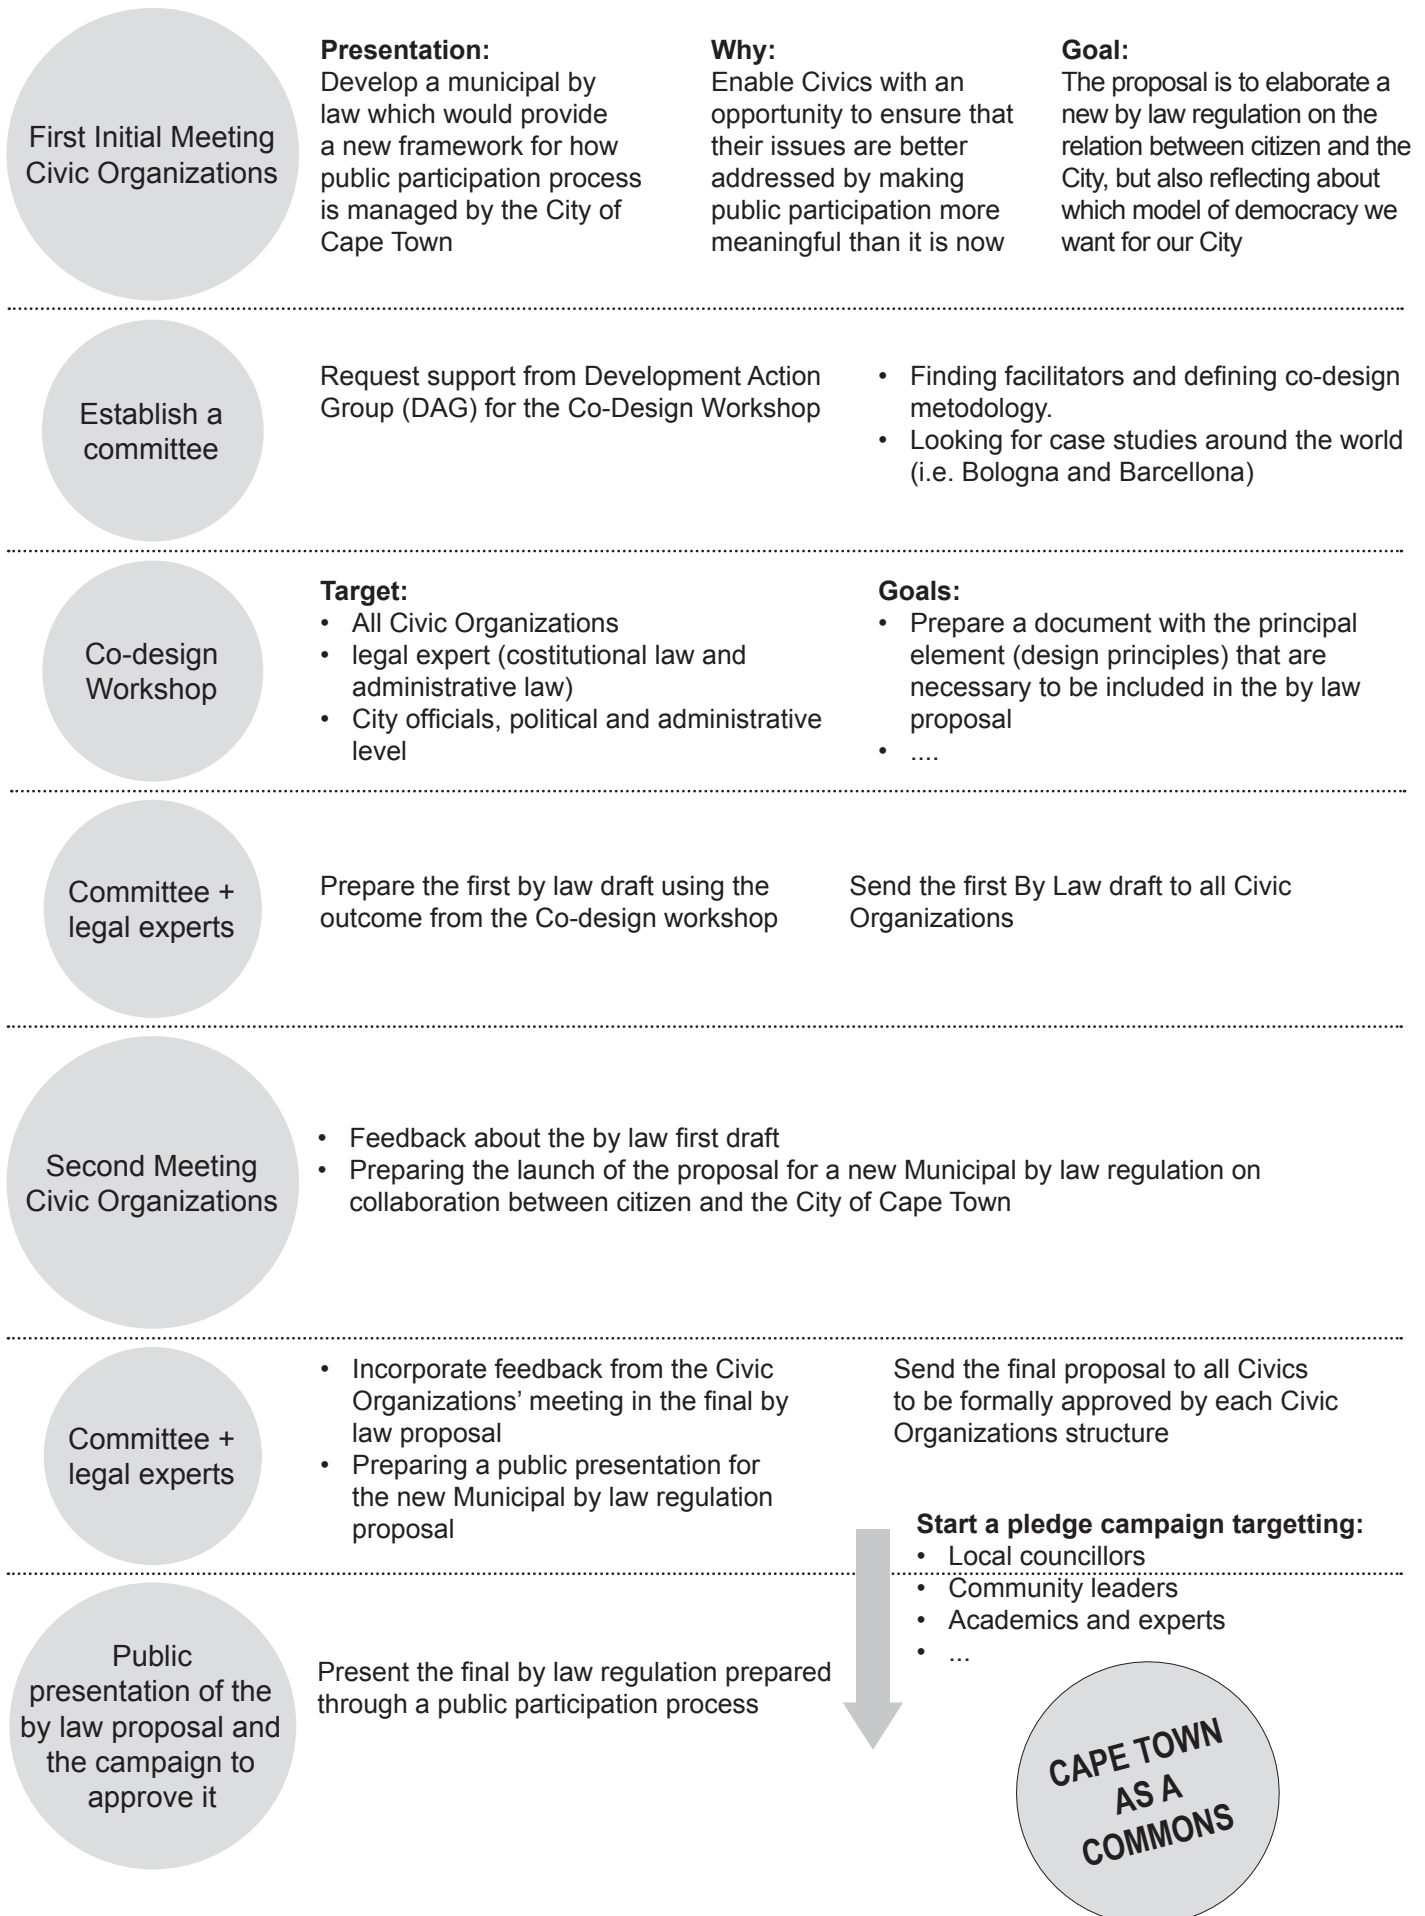 First Initial Meeting
Civic Organizations
Presentation:
Develop a municipal by
law which would provide
a new framework for how
public participation process
is managed by the City of
Cape Town
Why:
Enable Civics with an
opportunity to ensure that
their issues are better
addressed by making
public participation more
meaningful than it is now
Goal:
The proposal is to elaborate a
new by law regulation on the
relation between citizen and the
City, but also reflecting about
which model of democracy we
want for our City
Establish a
committee
Request support from Development Action
Group (DAG) for the Co-Design Workshop
• Finding facilitators and defining co-design
metodology.
• Looking for case studies around the world
(i.e. Bologna and Barcellona)
Co-design
Workshop
Target:
• All Civic Organizations
• legal expert (costitutional law and
administrative law)
• City officials, political and administrative
level
Goals:
• Prepare a document with the principal
element (design principles) that are
necessary to be included in the by law
proposal
• ....
Committee +
legal experts
Prepare the first by law draft using the
outcome from the Co-design workshop
Send the first By Law draft to all Civic
Organizations
Second Meeting
Civic Organizations
• Feedback about the by law first draft
• Preparing the launch of the proposal for a new Municipal by law regulation on
collaboration between citizen and the City of Cape Town
Committee +
legal experts
• Incorporate feedback from the Civic
Organizations' meeting in the final by
law proposal
• Preparing a public presentation for
the new Municipal by law regulation
proposal
Send the final proposal to all Civics
to be formally approved by each Civic
Organizations structure
Start a pledge campaign targetting:
• Local councillors
• Community leaders
• Academics and experts
• ...
Public
presentation of the
by law proposal and
the campaign to
approve it
Present the final by law regulation prepared
through a public participation process
CAPE TOWN
AS A
COMMONS